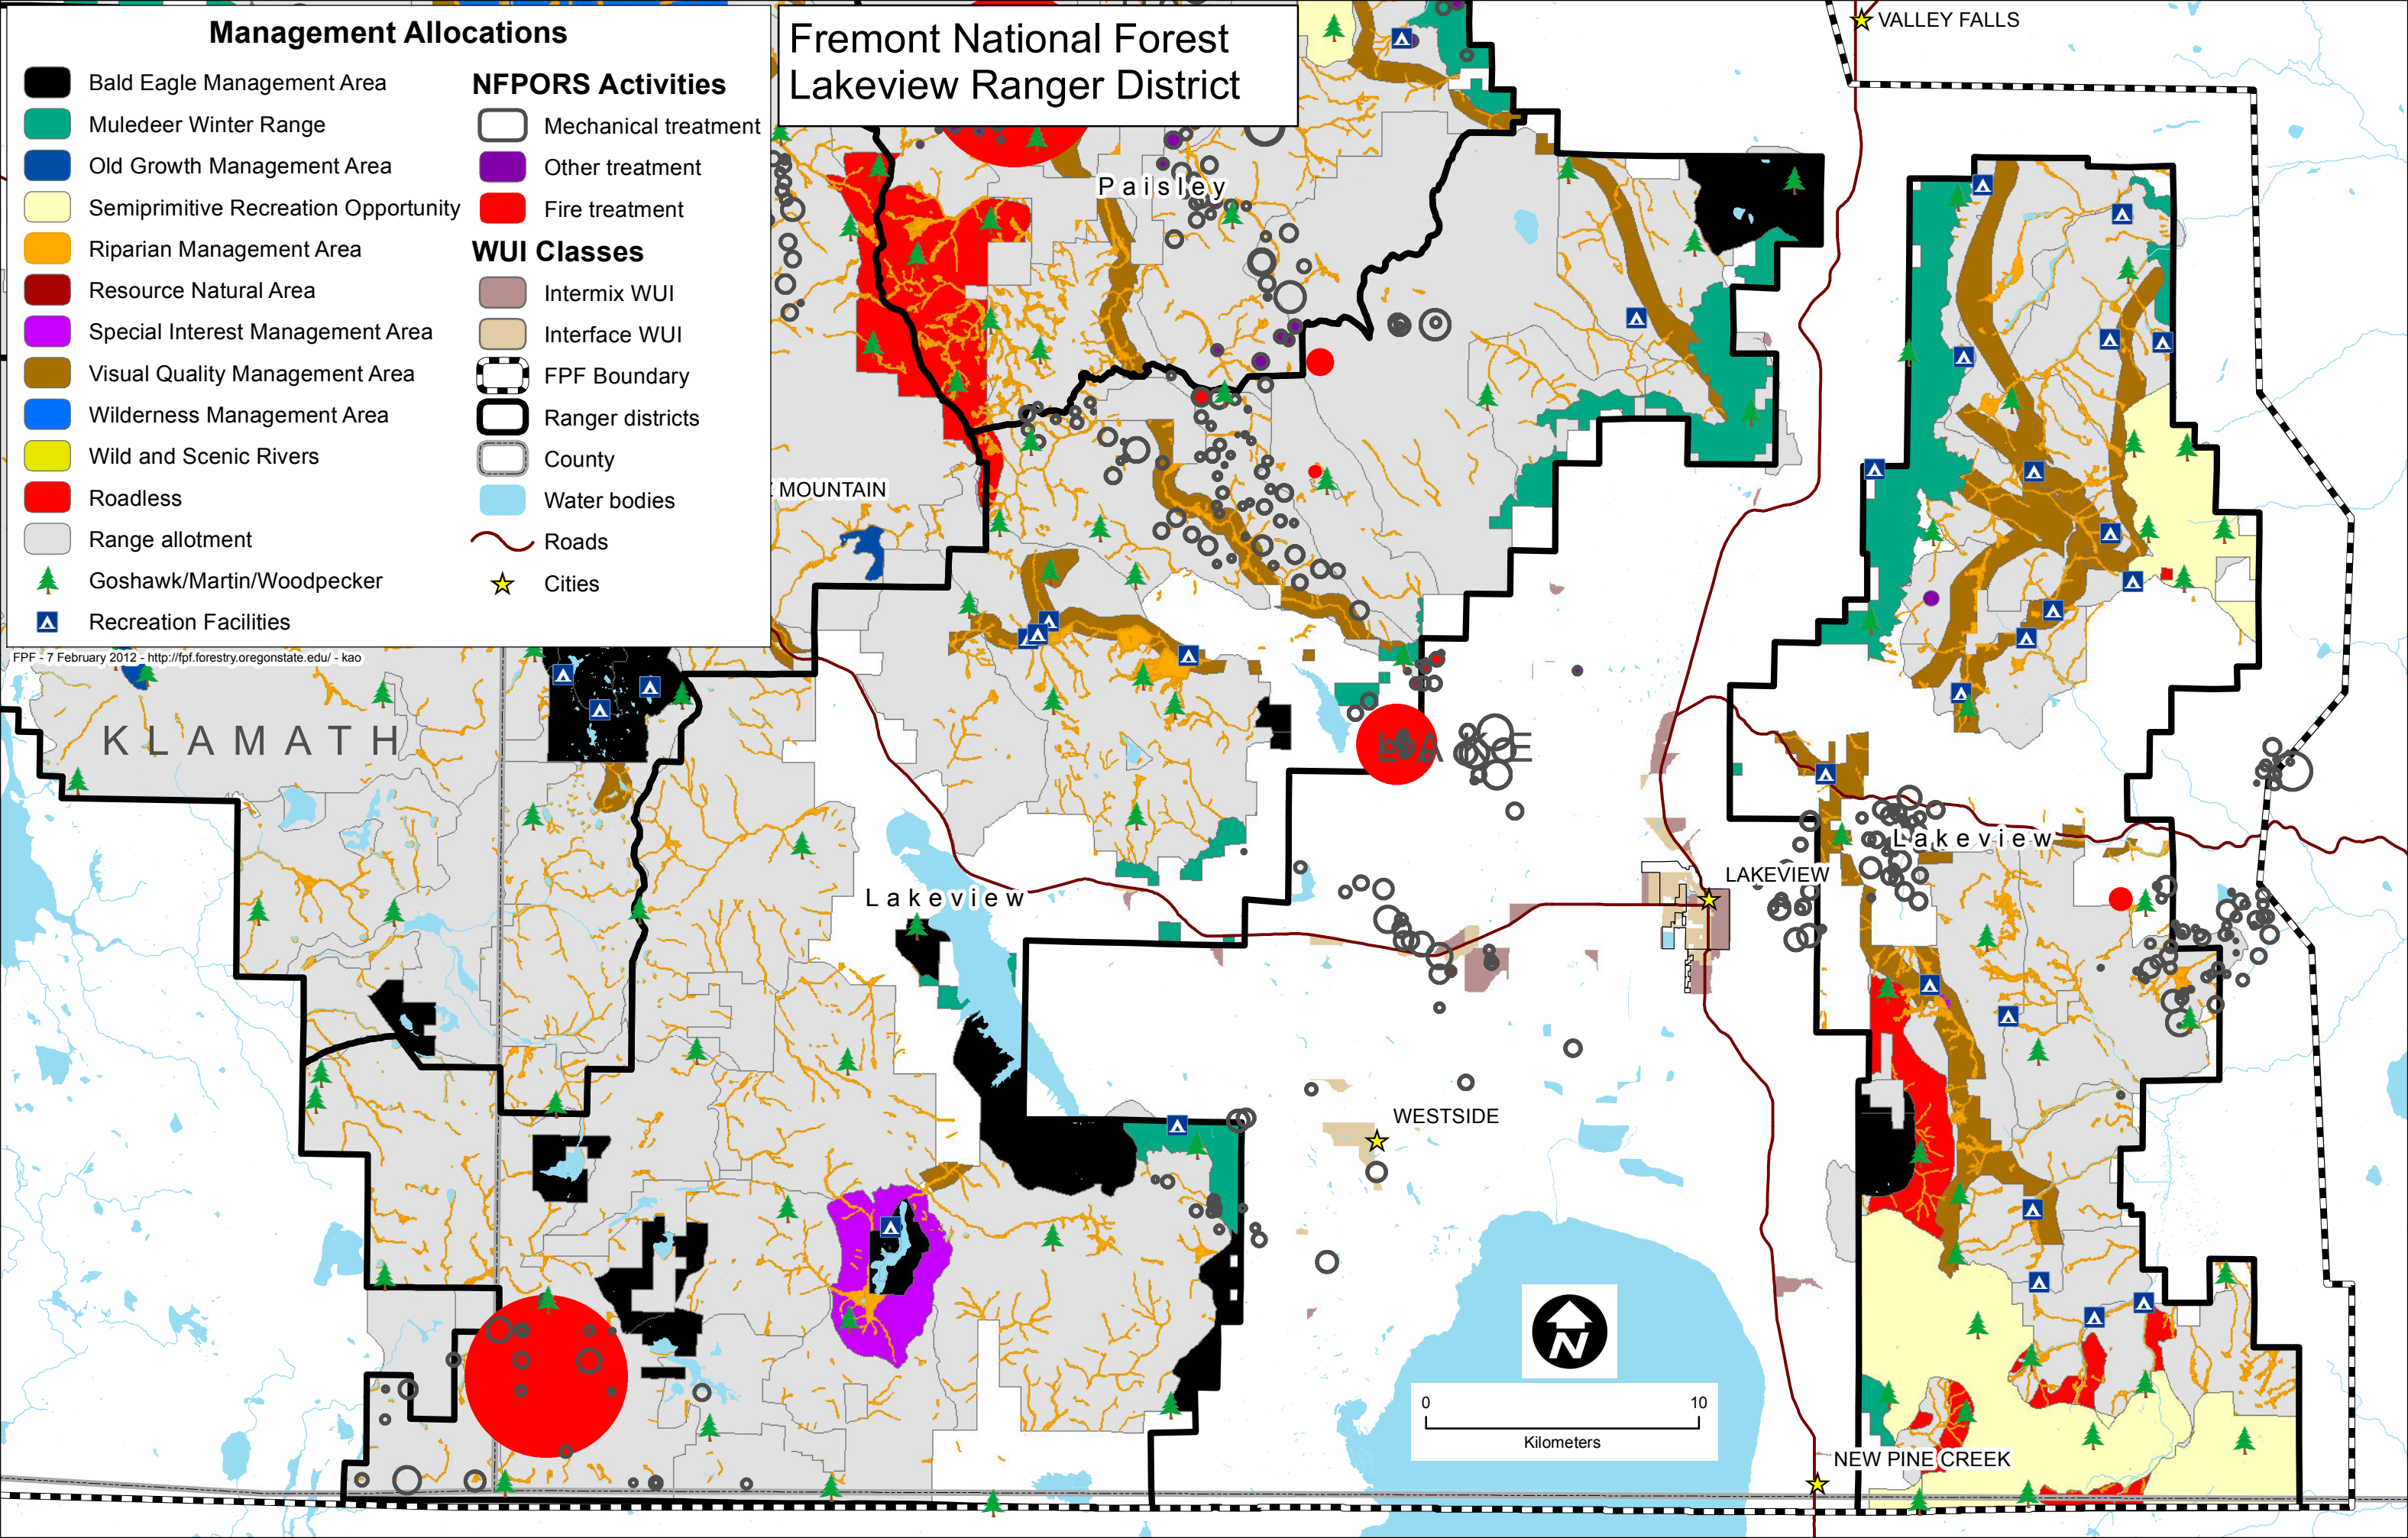 Management Allocations
Bald Eagle Management Area
Muledeer Winter Range
Old Growth Management Area
Semiprimitive Recreation Opportunity
Riparian Management Area
Resource Natural Area
Special Interest Management Area
Visual Quality Management Area
Wilderness Management Area
Wild and Scenic Rivers
Roadless
Range allotment
Goshawk/Martin/Woodpecker
Recreation Facilities
NFPORS Activities
Mechanical treatment
Other treatment
Fire treatment
WUI Classes
Intermix WUI
Interface WUI
FPF Boundary
Ranger districts
County
Water bodies
Roads
Cities
FPF - 7 February 2012 - http://fpf.forestry.oregonstate.edu/ - kao
Fremont National Forest
Lakeview Ranger District
VALLEY FALLS
Paisley
MOUNTAIN
KLAMATH
LAKE
Lakeview
LAKEVIEW
Lakeview
WESTSIDE
N
0 10
Kilometers
NEW PINE CREEK